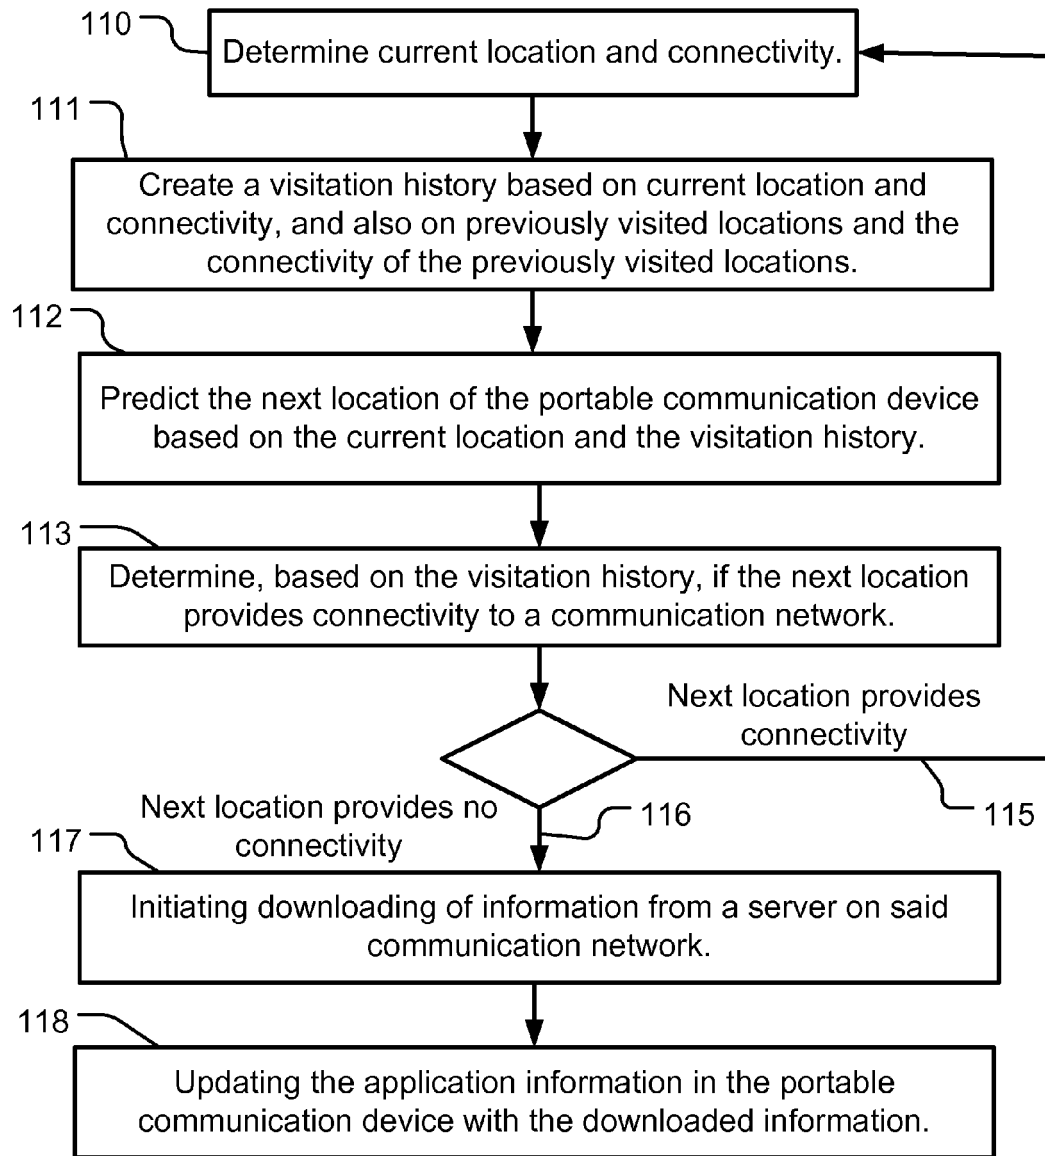 110
Determine current location and connectivity.
111
Create a visitation history based on current location and
connectivity, and also on previously visited locations and the
connectivity of the previously visited locations.
112
Predict the next location of the portable communication device
based on the current location and the visitation history.
113
Determine, based on the visitation history, if the next location
provides connectivity to a communication network.
Next location provides
connectivity
115
Next location provides no
connectivity
116
117
Initiating downloading of information from a server on said
communication network.
118
Updating the application information in the portable
communication device with the downloaded information.